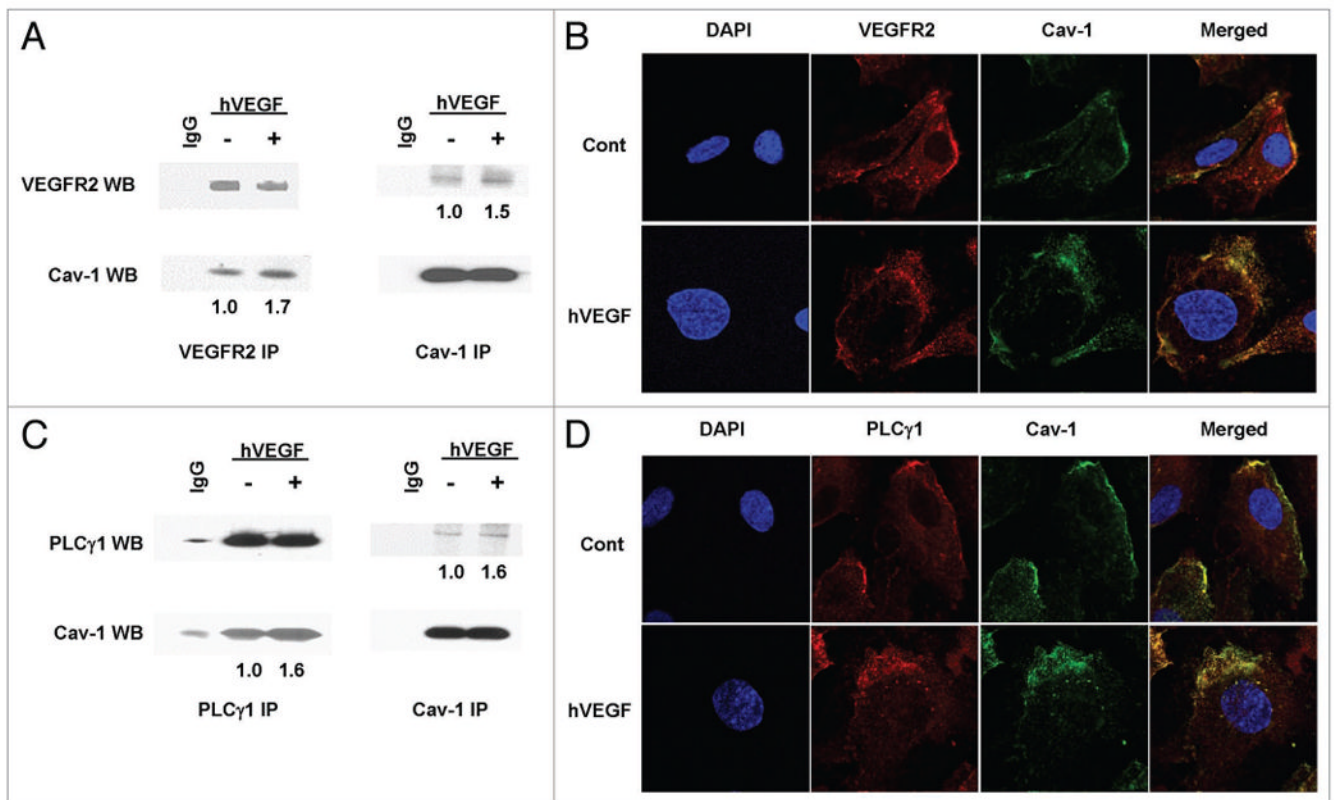 A
hVEGF
IgG - +
VEGFR2 WB
Cav-1 WB
1.0 1.7
VEGFR2 IP
hVEGF
IgG - +
1.0 1.5
Cav-1 IP
B
DAPI VEGFR2 Cav-1 Merged
Cont
hVEGF
C
hVEGF
IgG - +
PLCγ1 WB
Cav-1 WB
1.0 1.6
PLCγ1 IP
hVEGF
IgG - +
1.0 1.6
Cav-1 IP
D
DAPI PLCγ1 Cav-1 Merged
Cont
hVEGF